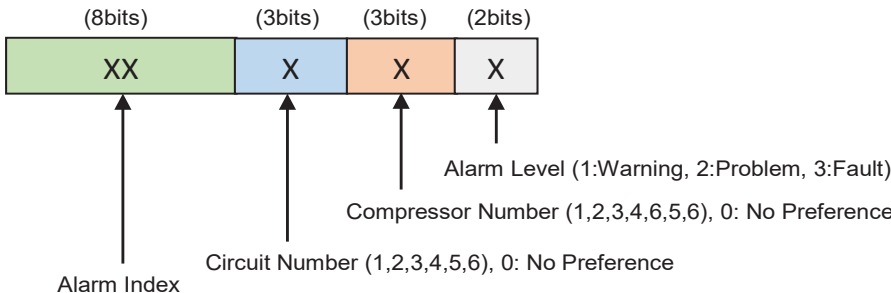 (8bits) (3bits) (3bits) (2bits)
XX X X X
Alarm Level (1:Warning, 2:Problem, 3:Fault)
Compressor Number (1,2,3,4,6,5,6), 0: No Preference
Circuit Number (1,2,3,4,5,6), 0: No Preference
Alarm Index